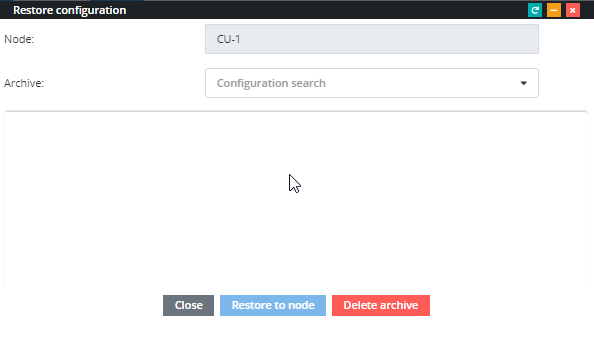 Restore configuration
Node: CU-1
Archive: Configuration search
Close Restore to node Delete archive